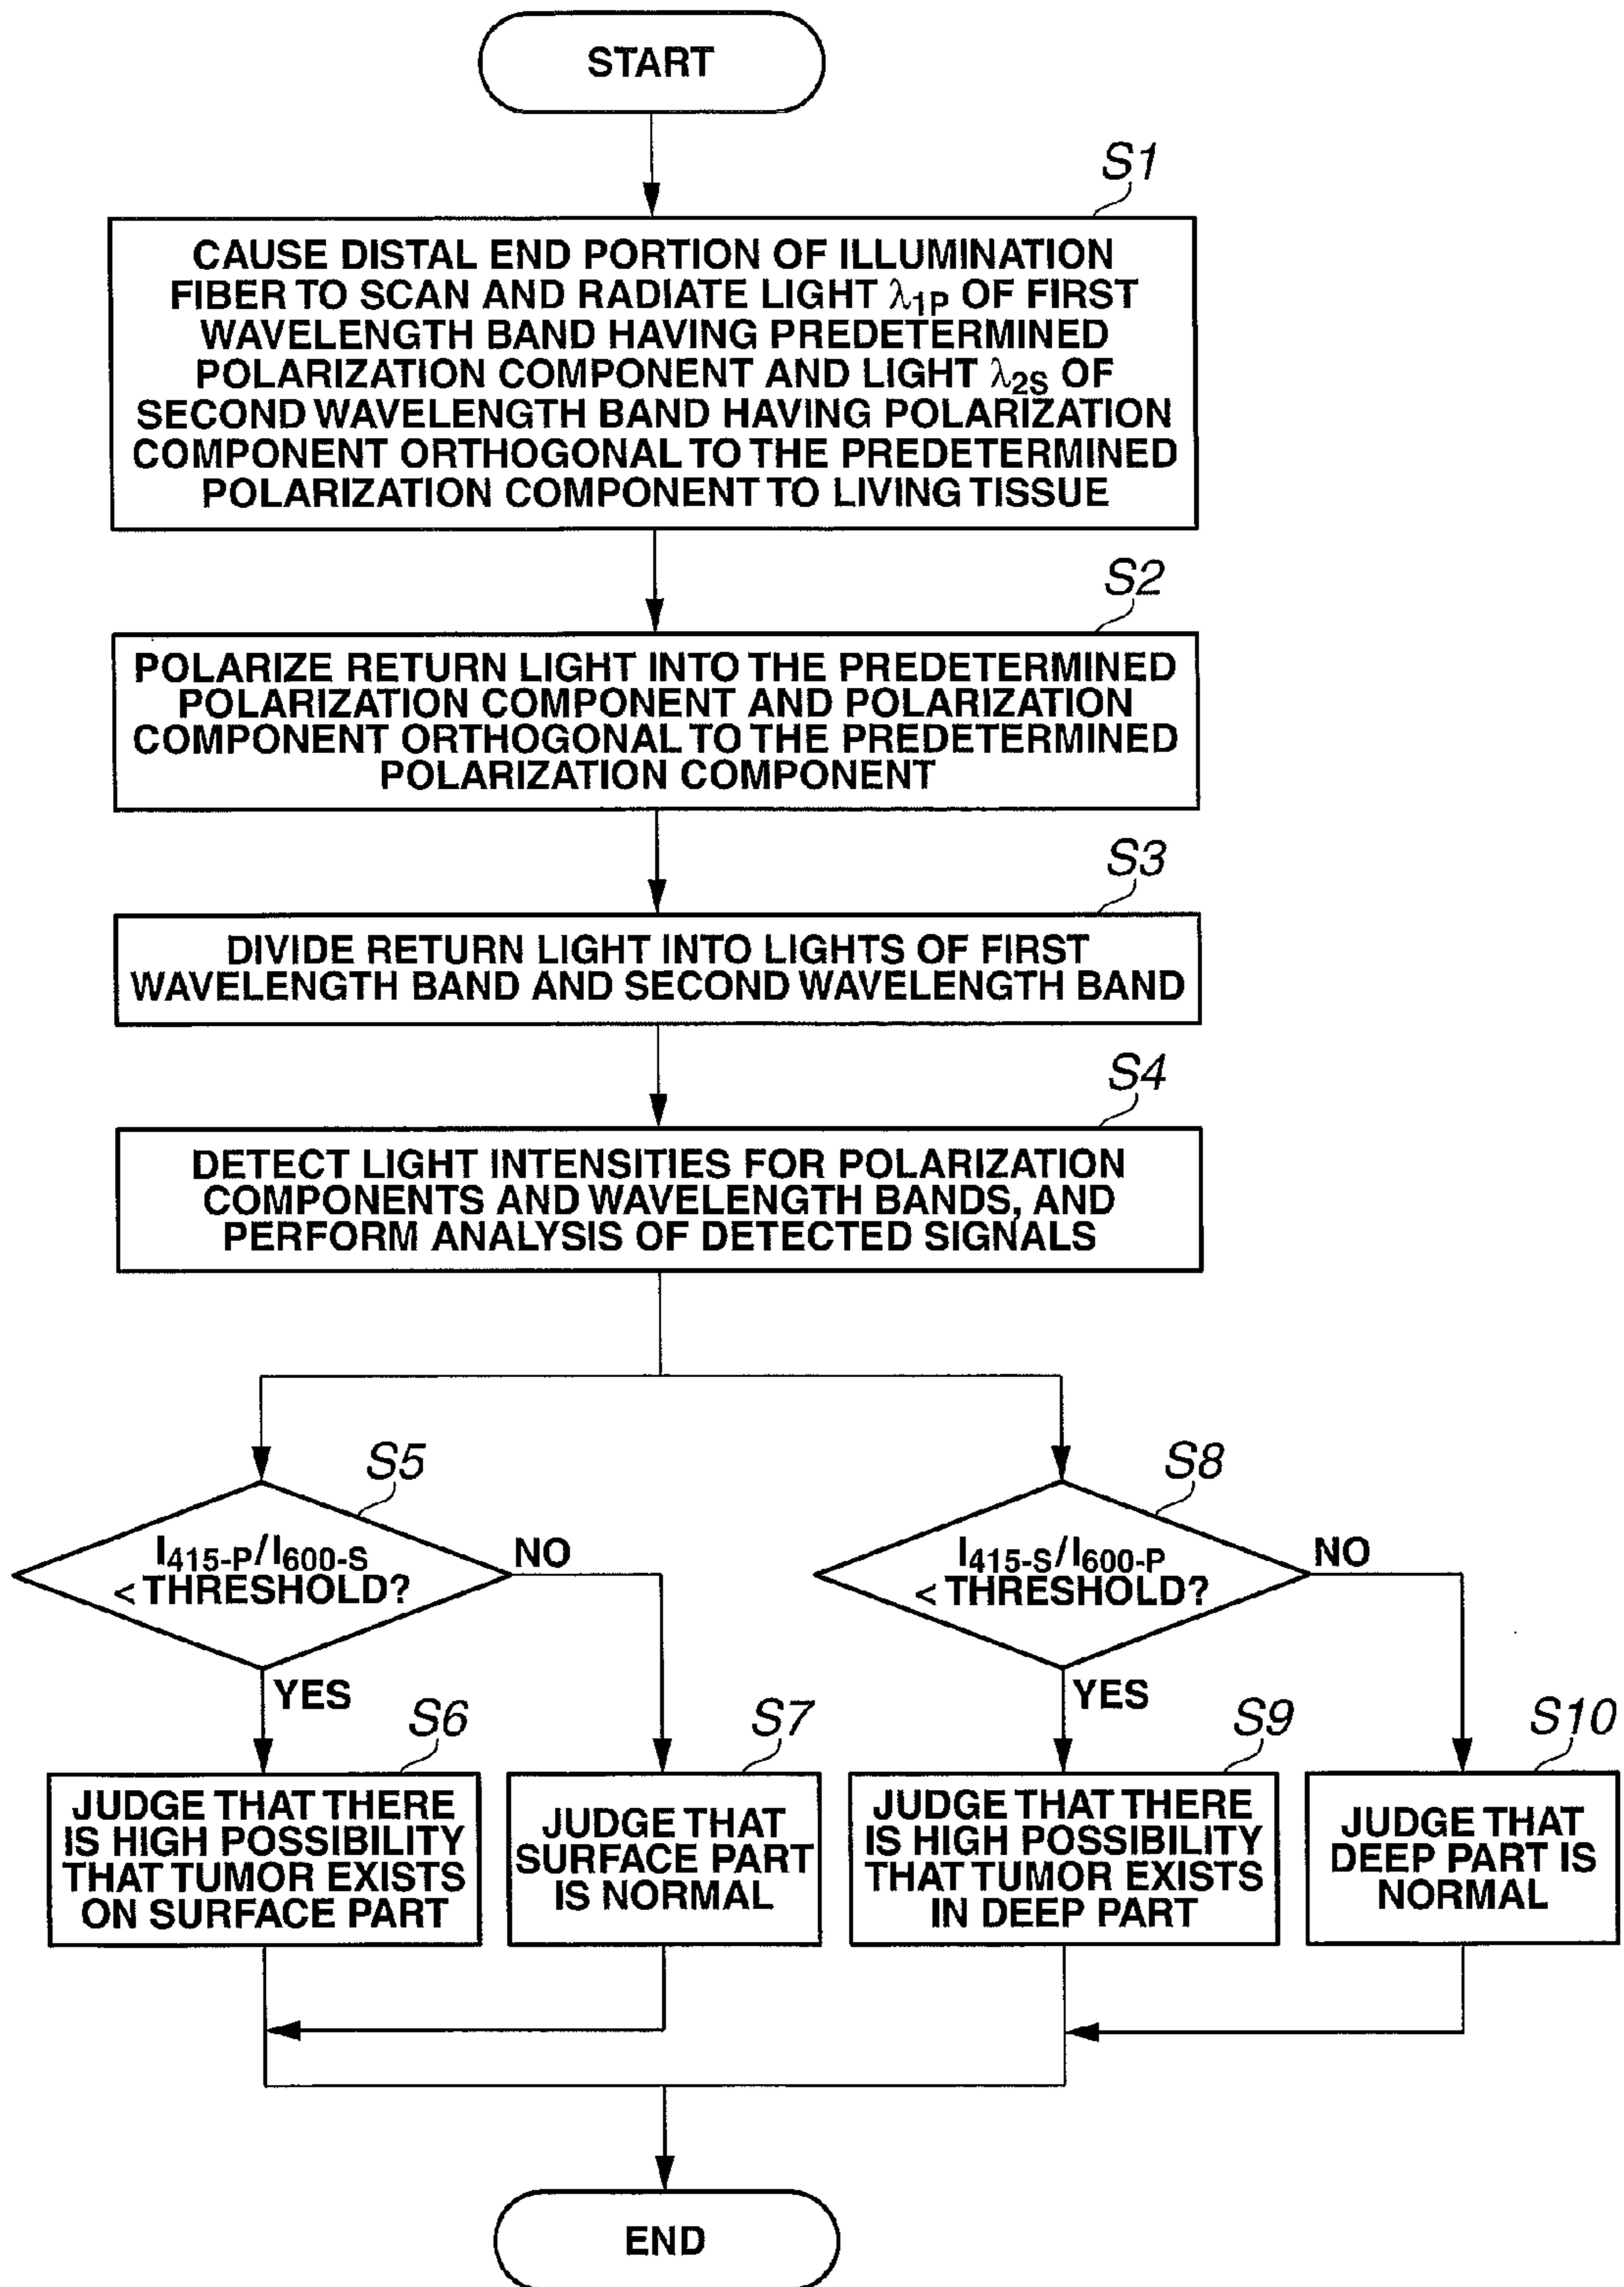 START
S1
CAUSE DISTAL END PORTION OF ILLUMINATION
FIBER TO SCAN AND RADIATE LIGHT λ1P OF FIRST
WAVELENGTH BAND HAVING PREDETERMINED
POLARIZATION COMPONENT AND LIGHT λ2S OF
SECOND WAVELENGTH BAND HAVING POLARIZATION
COMPONENT ORTHOGONAL TO THE PREDETERMINED
POLARIZATION COMPONENT TO LIVING TISSUE
S2
POLARIZE RETURN LIGHT INTO THE PREDETERMINED
POLARIZATION COMPONENT AND POLARIZATION
COMPONENT ORTHOGONAL TO THE PREDETERMINED
POLARIZATION COMPONENT
S3
DIVIDE RETURN LIGHT INTO LIGHTS OF FIRST
WAVELENGTH BAND AND SECOND WAVELENGTH BAND
S4
DETECT LIGHT INTENSITIES FOR POLARIZATION
COMPONENTS AND WAVELENGTH BANDS, AND
PERFORM ANALYSIS OF DETECTED SIGNALS
S5
I415-P/I600-S
< THRESHOLD?
NO
YES
S8
I415-S/I600-P
< THRESHOLD?
NO
YES
S6
JUDGE THAT THERE
IS HIGH POSSIBILITY
THAT TUMOR EXISTS
ON SURFACE PART
S7
JUDGE THAT
SURFACE PART
IS NORMAL
S9
JUDGE THAT THERE
IS HIGH POSSIBILITY
THAT TUMOR EXISTS
IN DEEP PART
S10
JUDGE THAT
DEEP PART IS
NORMAL
END